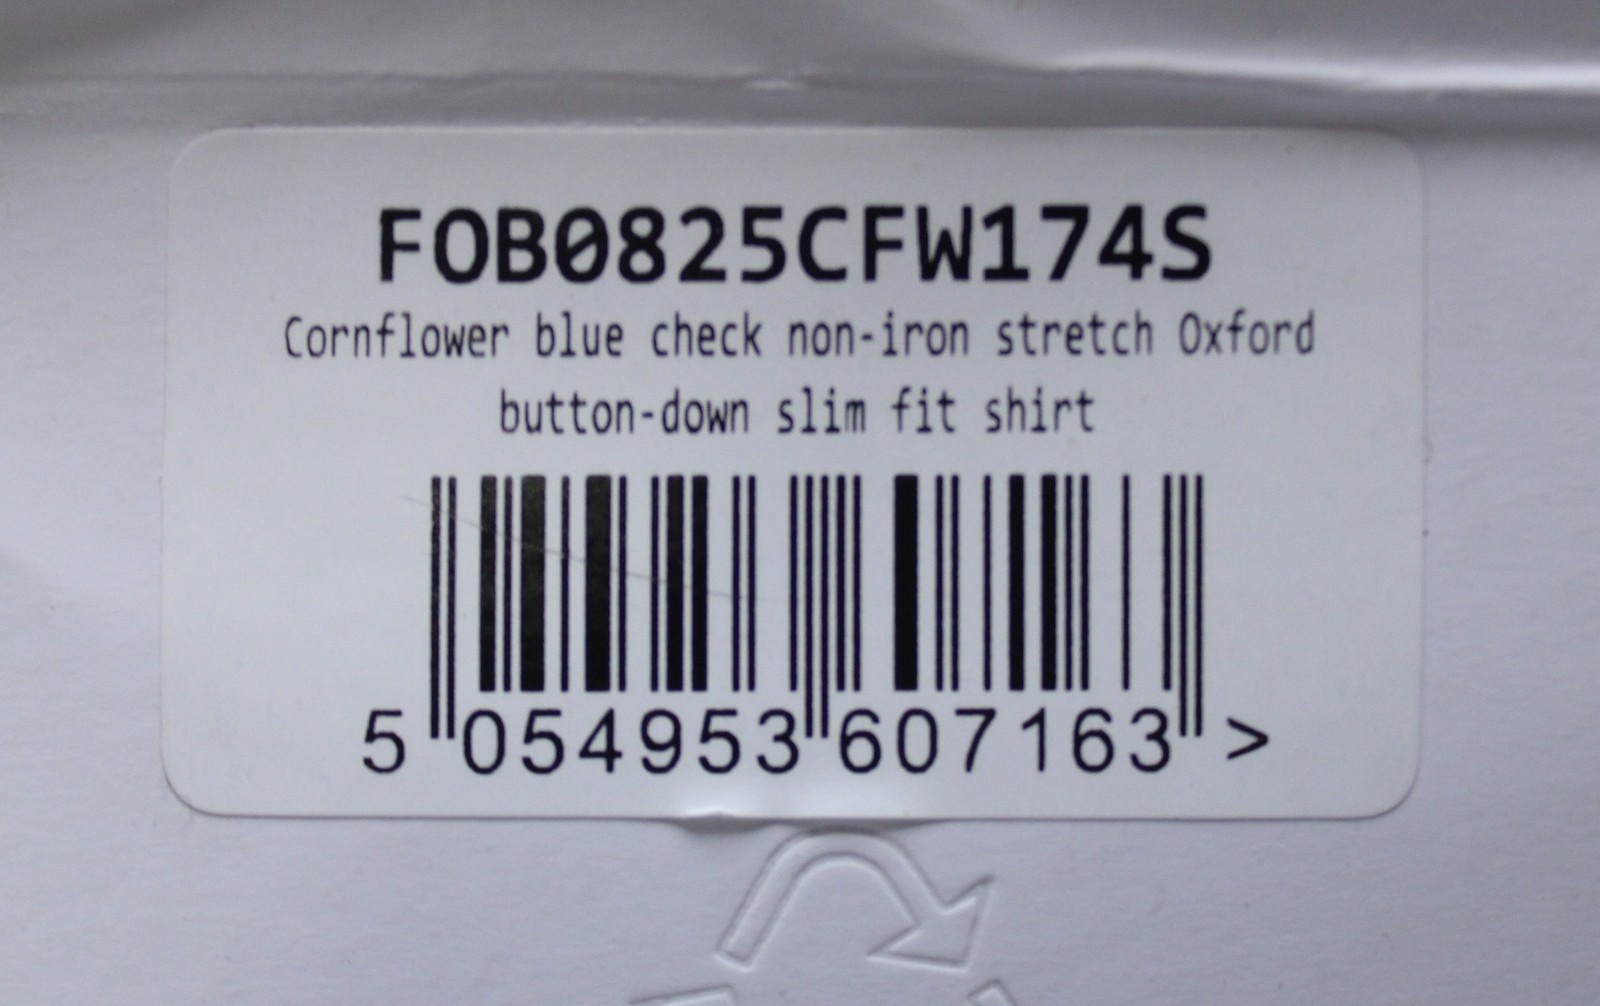 FOB0825CFW174S
Cornflower blue check non-iron stretch Oxford
button-down slim fit shirt
5 054953 607163 >